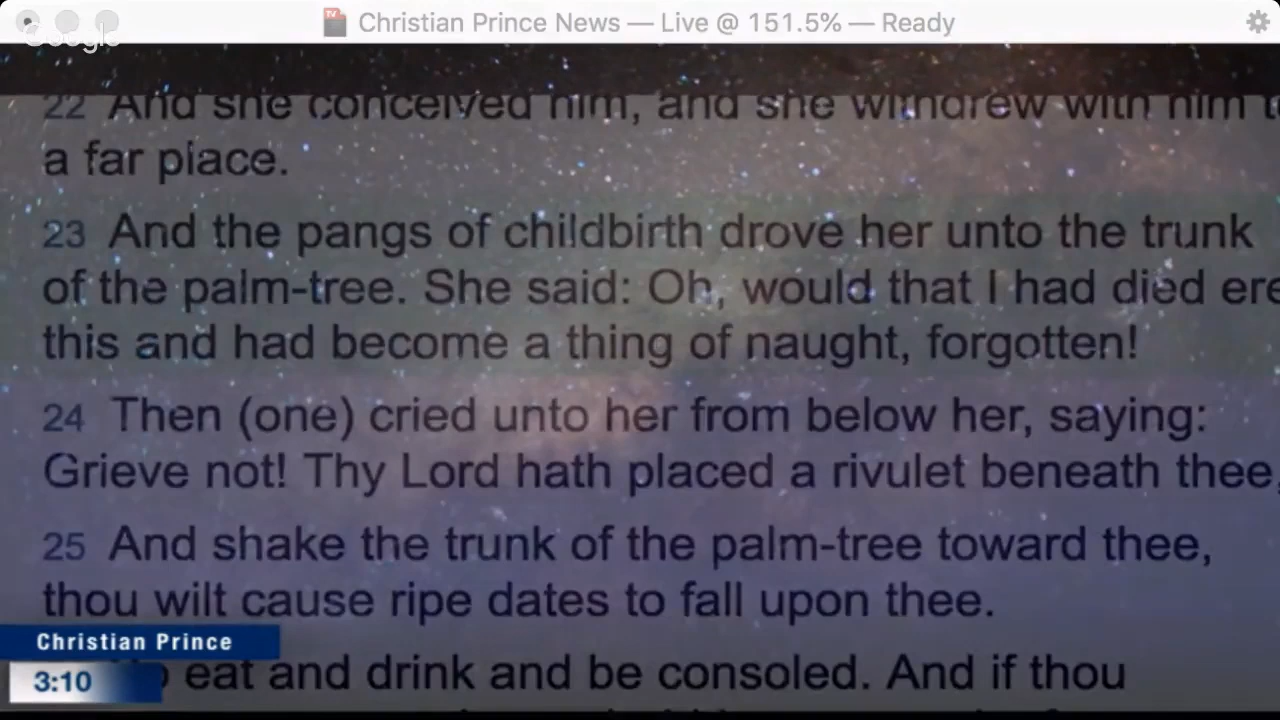 Christian Prince News — Live @ 151.5% — Ready
Google
22 And she conceived him, and she withdrew with him
a far place.
23 And the pangs of childbirth drove her unto the trunk
of the palm-tree. She said: Oh, would that I had died ere
this and had become a thing of naught, forgotten!
24 Then (one) cried unto her from below her, saying:
Grieve not! Thy Lord hath placed a rivulet beneath thee,
25 And shake the trunk of the palm-tree toward thee,
thou wilt cause ripe dates to fall upon thee.
Christian Prince
3:10
eat and drink and be consoled. And if thou